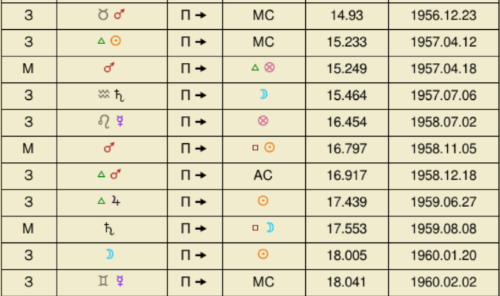 З ♉ ♂ П → MC 14.93 1956.12.23
З △ ☉ П → MC 15.233 1957.04.12
М ♂ П → △ ⊗ 15.249 1957.04.18
З ♒ ♄ П → ☽ 15.464 1957.07.06
З ♌ ☿ П → ⊗ 16.454 1958.07.02
М ♂ П → □ ☉ 16.797 1958.11.05
З △ ♂ П → AC 16.917 1958.12.18
З △ ♃ П → ☉ 17.439 1959.06.27
М ♄ П → □ ☽ 17.553 1959.08.08
З ☽ П → ☉ 18.005 1960.01.20
З ♊ ☿ П → MC 18.041 1960.02.02